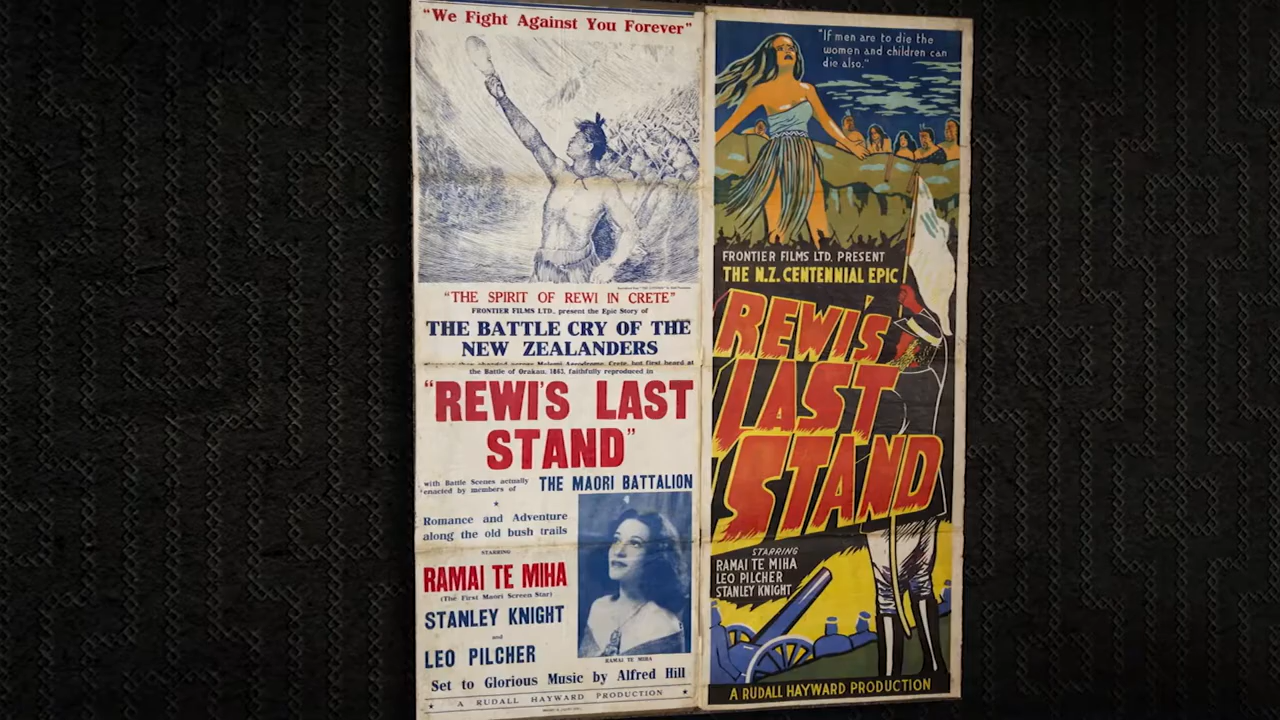 "We Fight Against You Forever"
"THE SPIRIT OF REWI IN CRETE"
FRONTIER FILMS LTD., present the Epic Story of
THE BATTLE CRY OF THE
NEW ZEALANDERS
Crete, but first heard at
the Battle of Orakau, 1863, faithfully reproduced in
"REWI'S LAST
STAND"
with Battle Scenes actually
enacted by members of
THE MAORI BATTALION
Romance and Adventure
along the old bush trails
STARRING
RAMAI TE MIHA
(The First Maori Screen Star)
STANLEY KNIGHT
and
LEO PILCHER
RAMAI TE MIHA
Set to Glorious Music by Alfred Hill
A RUDALL HAYWARD PRODUCTION
"If men are to die the
women and children can
die also."
FRONTIER FILMS LTD. PRESENT
THE N.Z. CENTENNIAL EPIC
REWI'S
LAST
STAND
STARRING
RAMAI TE MIHA
LEO PILCHER
STANLEY KNIGHT
A RUDALL HAYWARD PRODUCTION